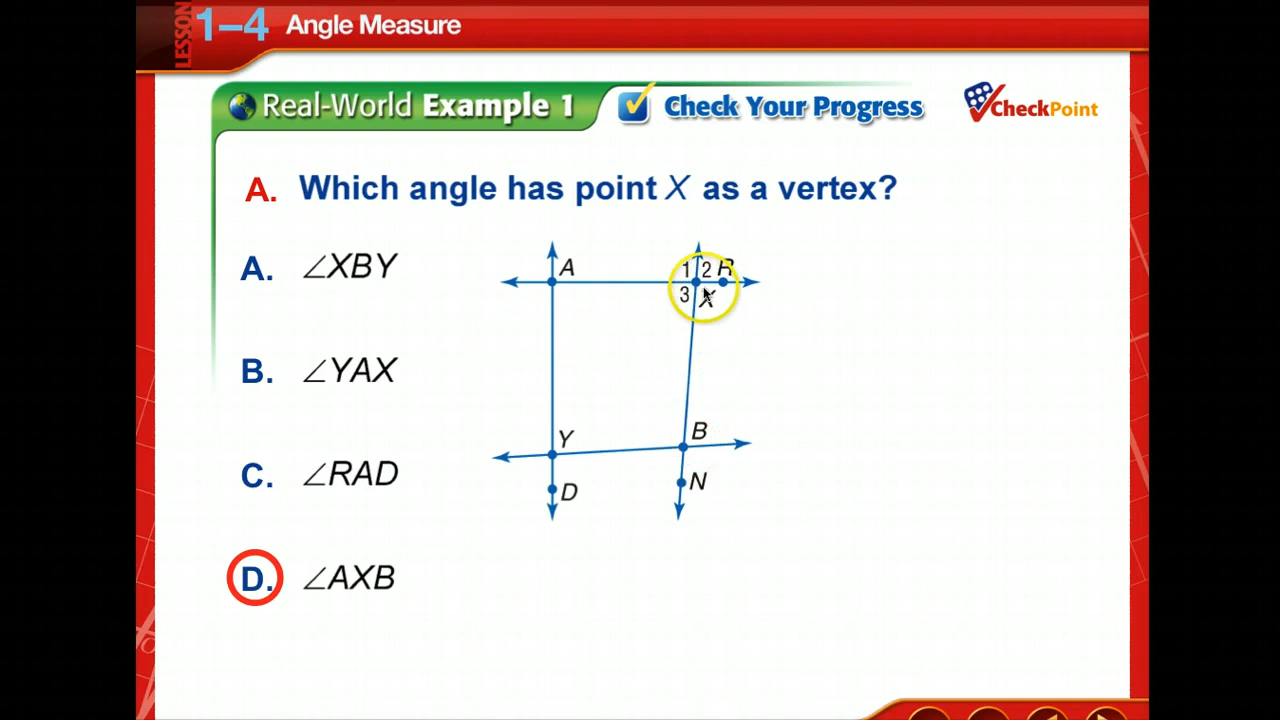 LESSON 1–4 Angle Measure
Real-World Example 1 Check Your Progress CheckPoint
A. Which angle has point X as a vertex?
A. ∠XBY
B. ∠YAX
C. ∠RAD
D. ∠AXB
A 1 2 R
3 X
Y B
D N